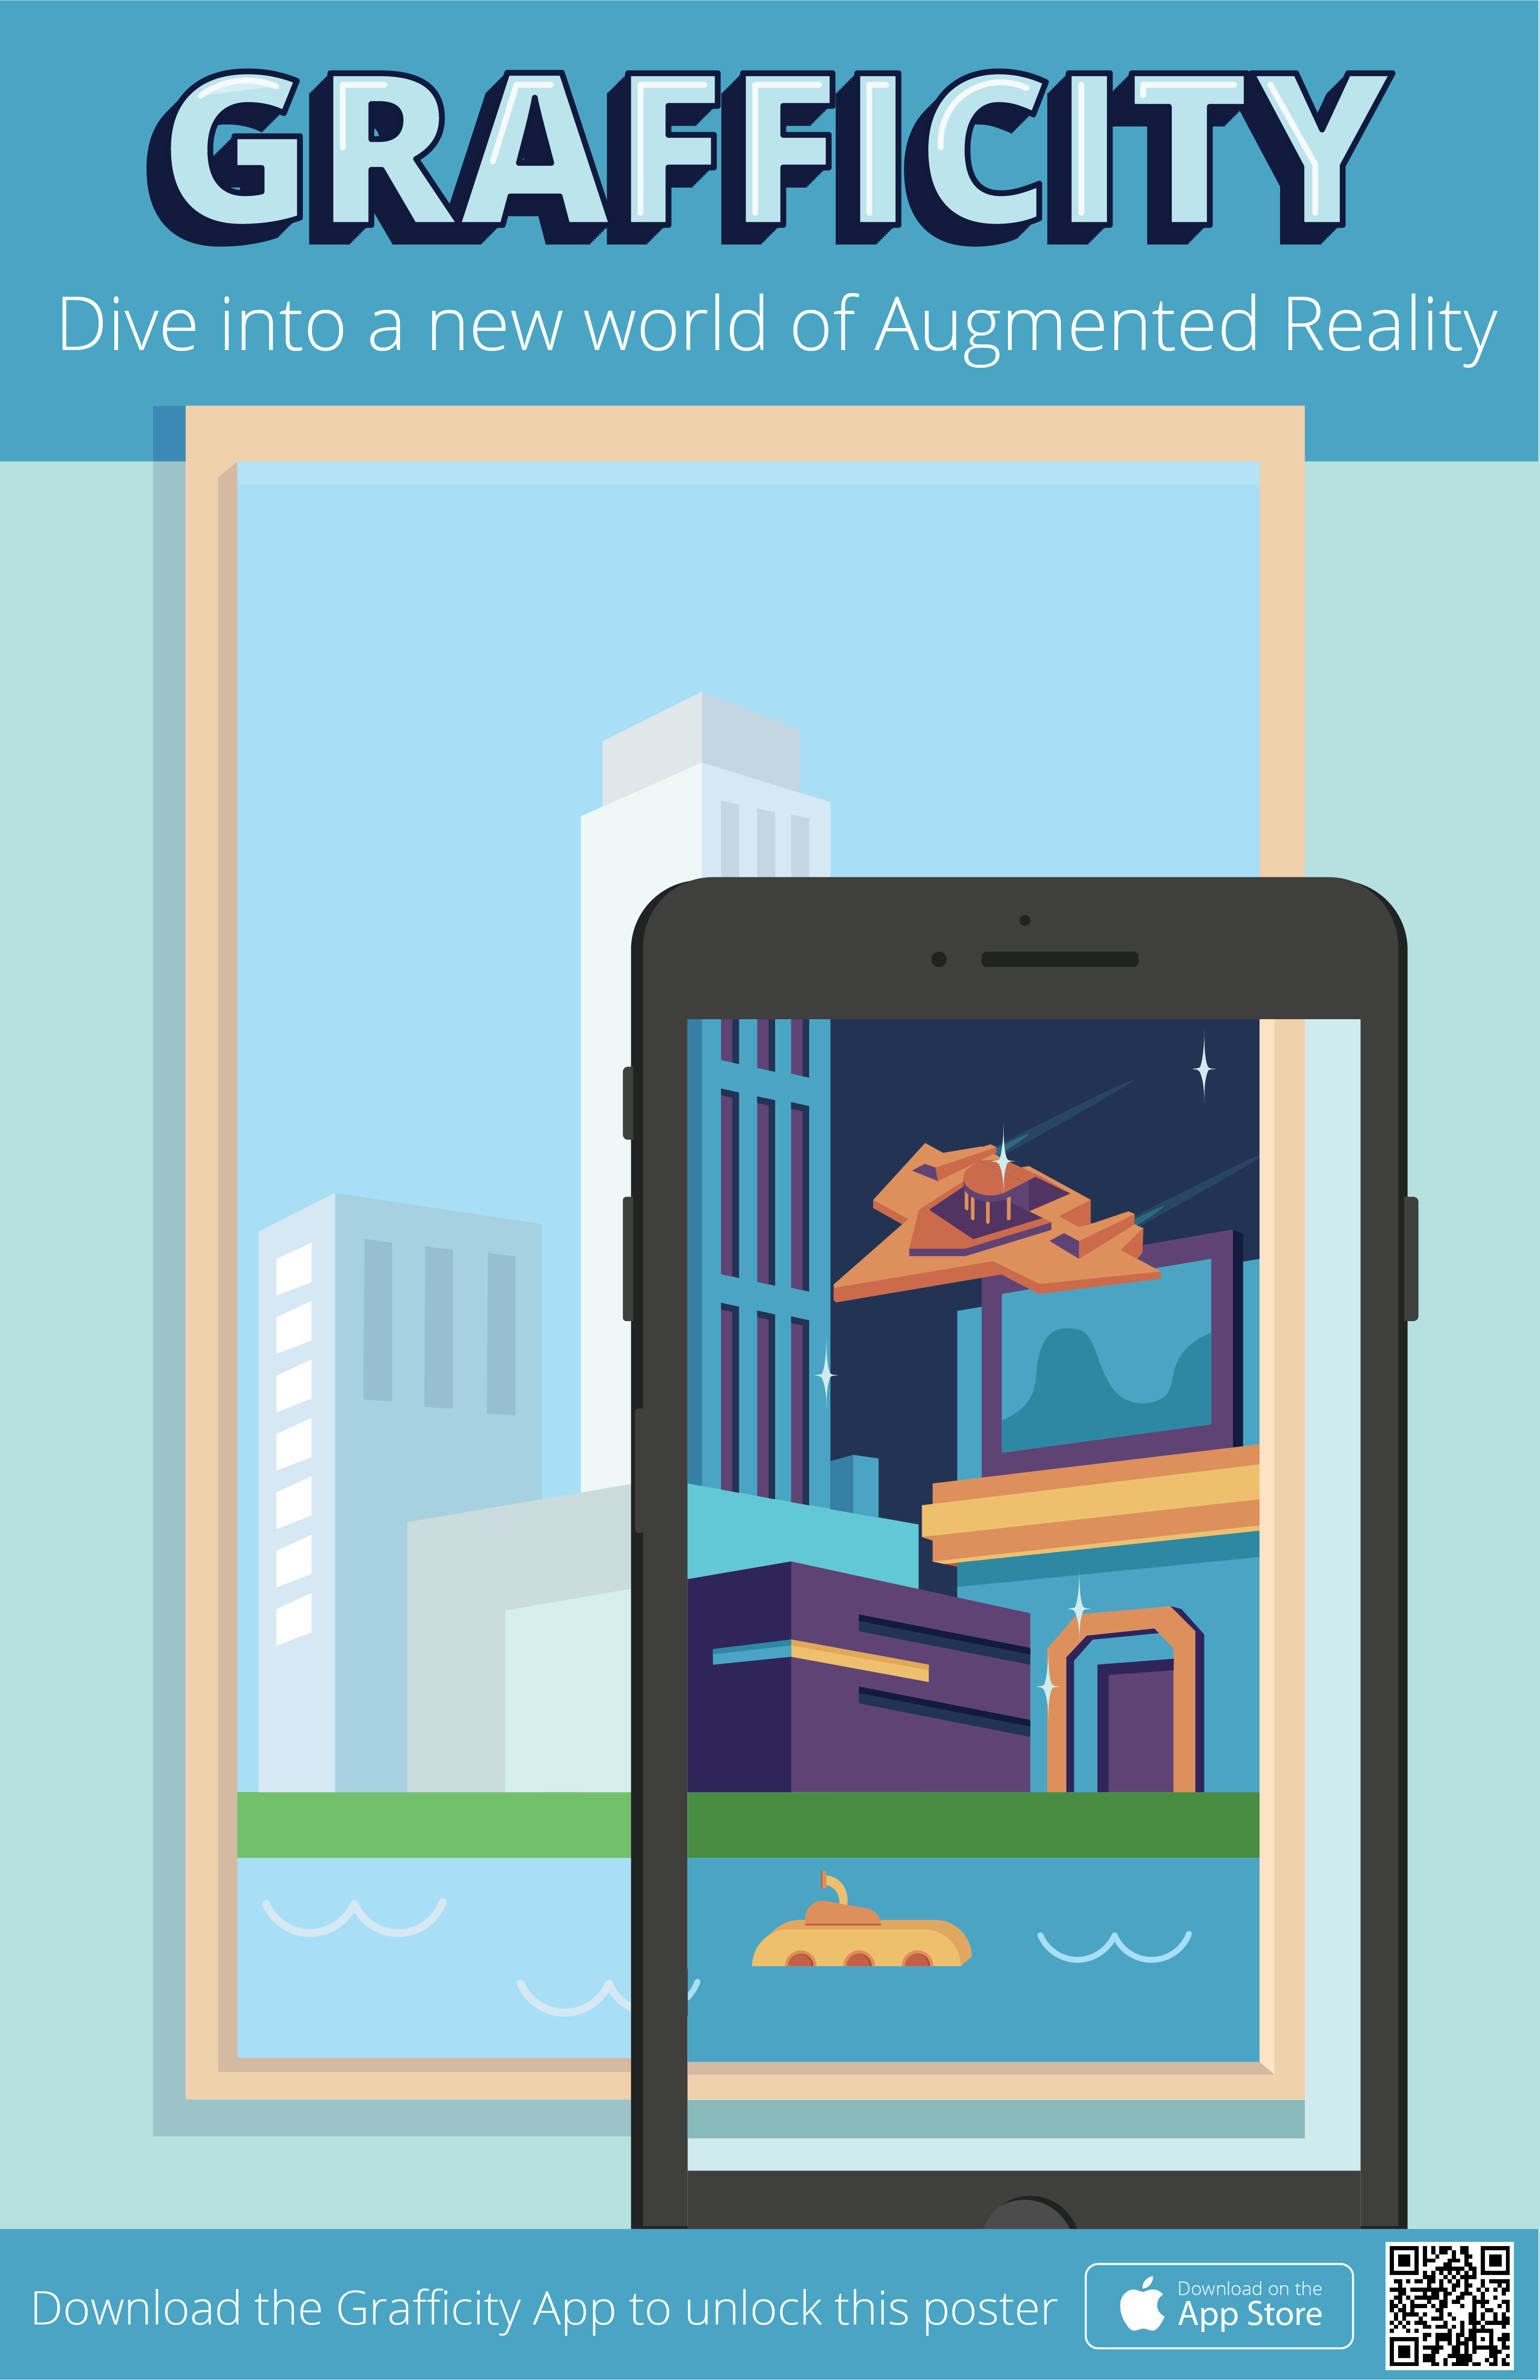 GRAFFICITY
Dive into a new world of Augmented Reality
Download the Grafficity App to unlock this poster
Download on the
App Store